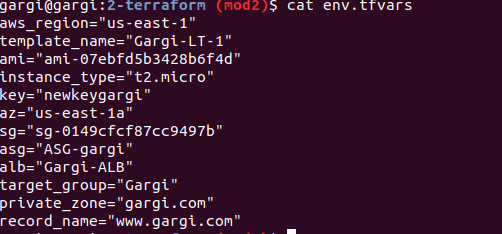 gargi@gargi:2-terraform (mod2)$ cat env.tfvars
aws_region="us-east-1"
template_name="Gargi-LT-1"
ami="ami-07ebfd5b3428b6f4d"
instance_type="t2.micro"
key="newkeygargi"
az="us-east-1a"
sg="sg-0149cfcf87cc9497b"
asg="ASG-gargi"
alb="Gargi-ALB"
target_group="Gargi"
private_zone="gargi.com"
record_name="www.gargi.com"